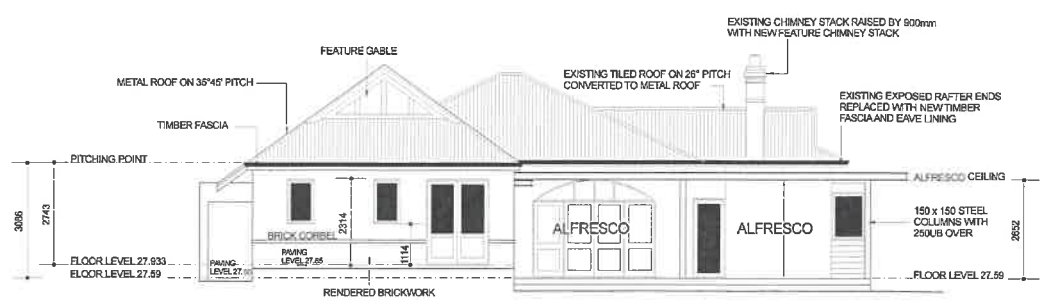 EXISTING CHIMNEY STACK RAISED BY 900mm
WITH NEW FEATURE CHIMNEY STACK
FEATURE GABLE
METAL ROOF ON 35°45' PITCH
EXISTING TILED ROOF ON 26° PITCH
CONVERTED TO METAL ROOF
EXISTING EXPOSED RAFTER ENDS
REPLACED WITH NEW TIMBER
FASCIA AND EAVE LINING
TIMBER FASCIA
PITCHING POINT
ALFRESCO CEILING
3086
2743
2314
1114
2652
150 x 150 STEEL
COLUMNS WITH
250UB OVER
ALFRESCO
ALFRESCO
BRICK CORBEL
PAVING
LEVEL 27.85
FLOOR LEVEL 27.933
FLOOR LEVEL 27.59
PAVING
LEVEL
FLOOR LEVEL 27.59
RENDERED BRICKWORK